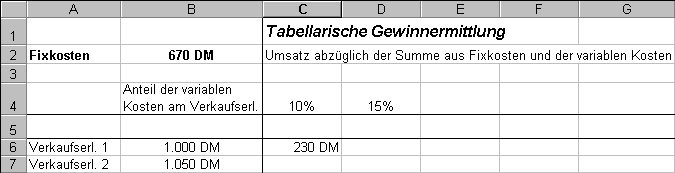 A B C D E F G
1 Tabellarische Gewinnermittlung
2 Fixkosten 670 DM Umsatz abzüglich der Summe aus Fixkosten und der variablen Kosten
3
Anteil der variablen
4 Kosten am Verkaufserl. 10% 15%
5
6 Verkaufserl. 1 1.000 DM 230 DM
7 Verkaufserl. 2 1.050 DM